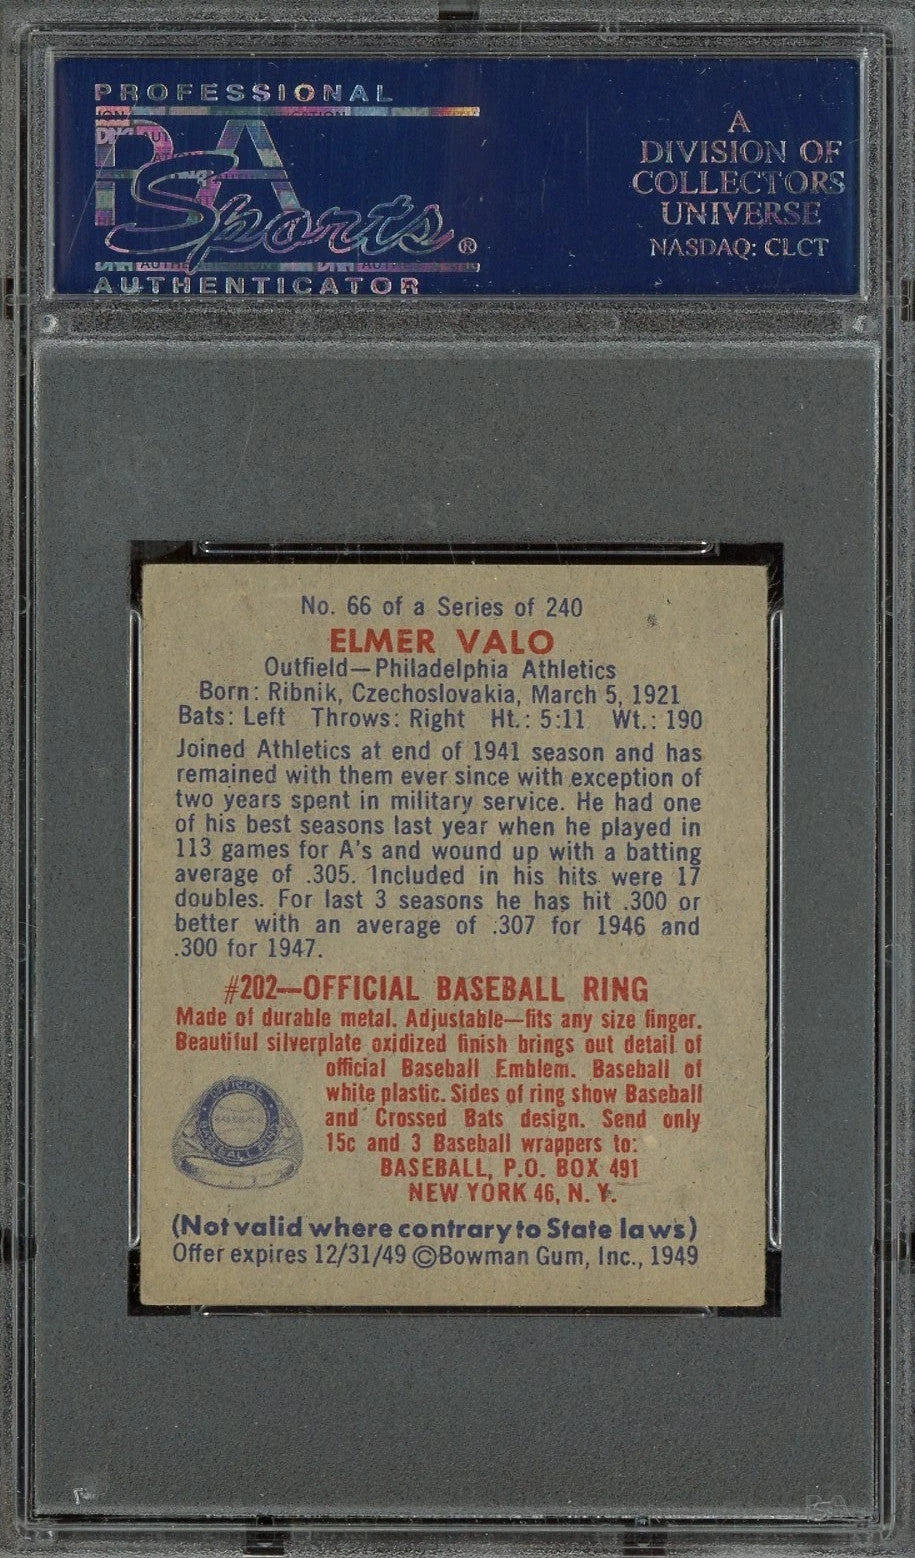 PROFESSIONAL
PSA
Sports®
AUTHENTICATOR
A
DIVISION OF
COLLECTORS
UNIVERSE
NASDAQ: CLCT
No. 66 of a Series of 240
ELMER VALO
Outfield—Philadelphia Athletics
Born: Ribnik, Czechoslovakia, March 5, 1921
Bats: Left Throws: Right Ht.: 5:11 Wt.: 190
Joined Athletics at end of 1941 season and has
remained with them ever since with exception of
two years spent in military service. He had one
of his best seasons last year when he played in
113 games for A's and wound up with a batting
average of .305. Included in his hits were 17
doubles. For last 3 seasons he has hit .300 or
better with an average of .307 for 1946 and
.300 for 1947.
#202—OFFICIAL BASEBALL RING
Made of durable metal. Adjustable—fits any size finger.
Beautiful silverplate oxidized finish brings out detail of
official Baseball Emblem. Baseball of
white plastic. Sides of ring show Baseball
and Crossed Bats design. Send only
15c and 3 Baseball wrappers to:
BASEBALL, P.O. BOX 491
NEW YORK 46, N. Y.
OFFICIAL
BASEBALL RING
(Not valid where contrary to State laws)
Offer expires 12/31/49 ©Bowman Gum, Inc., 1949
PSA